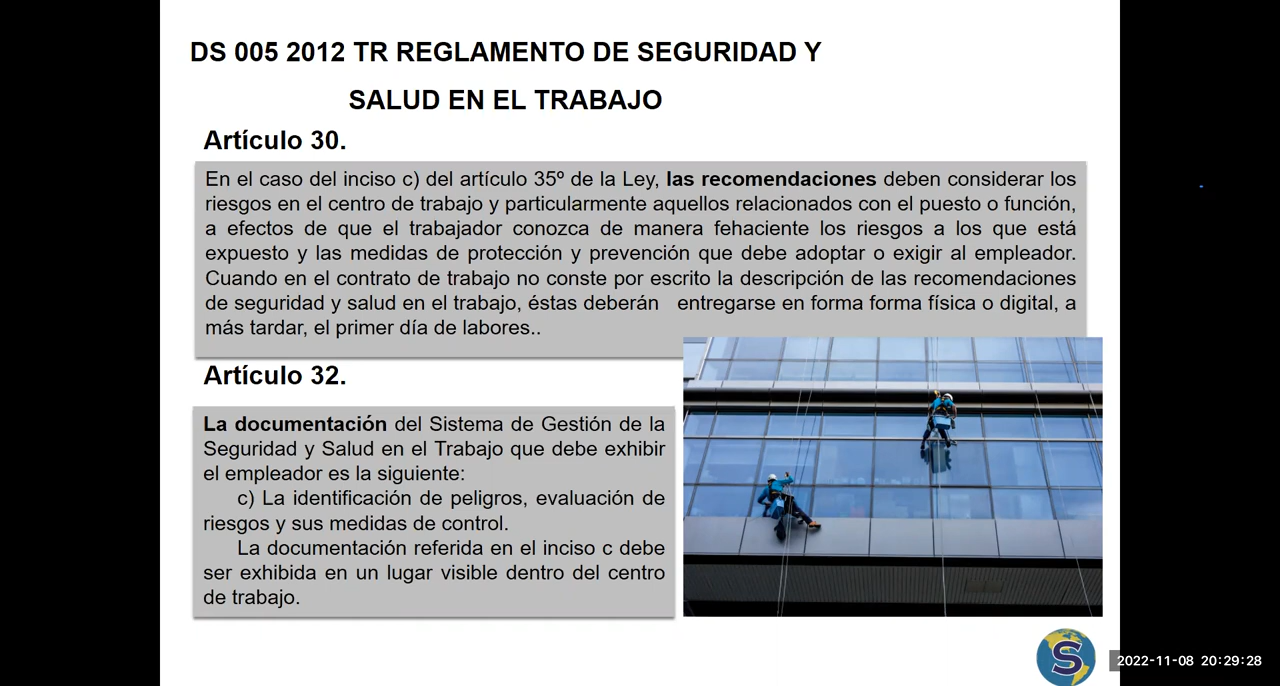 DS 005 2012 TR REGLAMENTO DE SEGURIDAD Y
SALUD EN EL TRABAJO
Artículo 30.
En el caso del inciso c) del artículo 35º de la Ley, las recomendaciones deben considerar los
riesgos en el centro de trabajo y particularmente aquellos relacionados con el puesto o función,
a efectos de que el trabajador conozca de manera fehaciente los riesgos a los que está
expuesto y las medidas de protección y prevención que debe adoptar o exigir al empleador.
Cuando en el contrato de trabajo no conste por escrito la descripción de las recomendaciones
de seguridad y salud en el trabajo, éstas deberán entregarse en forma forma física o digital, a
más tardar, el primer día de labores..
Artículo 32.
La documentación del Sistema de Gestión de la
Seguridad y Salud en el Trabajo que debe exhibir
el empleador es la siguiente:
c) La identificación de peligros, evaluación de
riesgos y sus medidas de control.
La documentación referida en el inciso c debe
ser exhibida en un lugar visible dentro del centro
de trabajo.
S
2022-11-08 20:29:28